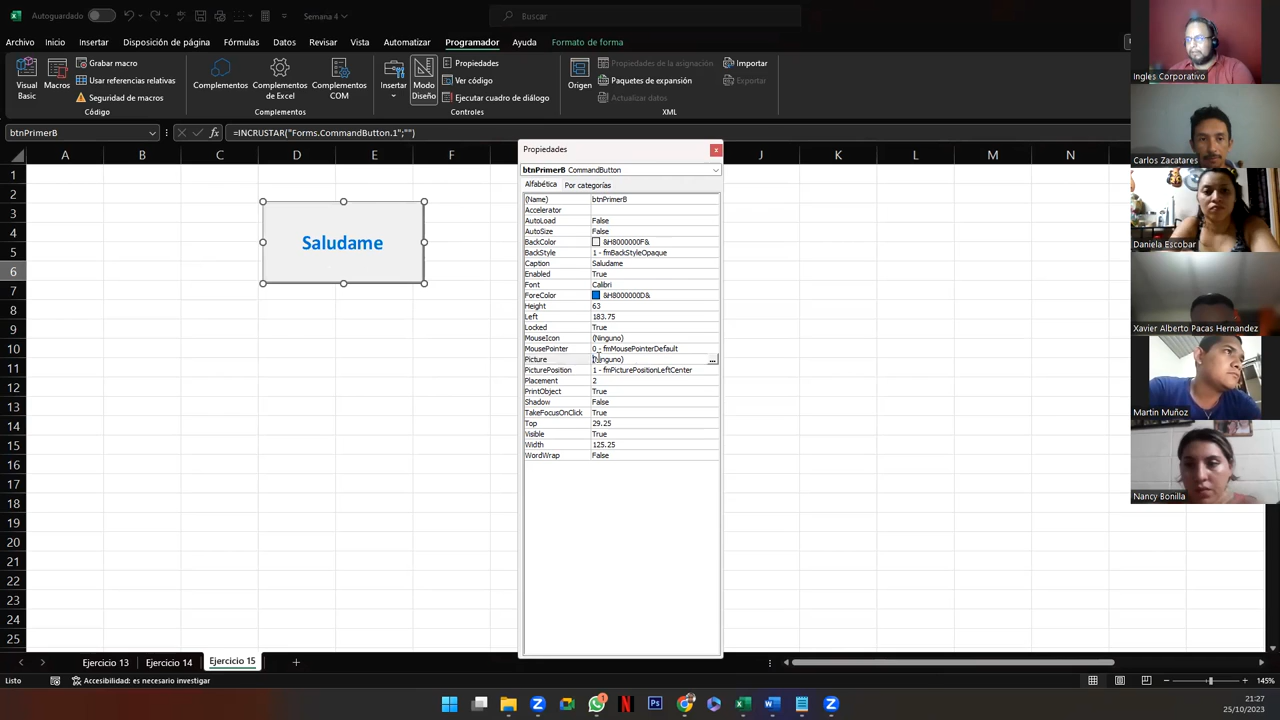 Autoguardado
Semana 4
Buscar
Archivo Inicio Insertar Disposición de página Fórmulas Datos Revisar Vista Automatizar Programador Ayuda Formato de forma
Visual Basic
Macros
Grabar macro
Usar referencias relativas
Seguridad de macros
Código
Complementos
Complementos de Excel
Complementos COM
Complementos
Insertar
Modo Diseño
Propiedades
Ver código
Ejecutar cuadro de diálogo
Controles
Origen
Propiedades de la asignación
Paquetes de expansión
Actualizar datos
Importar
Exportar
XML
btnPrimerB
fx
=INCRUSTAR("Forms.CommandButton.1";"")
A B C D E F J K L M N
1
2
3
4
5
6
7
8
9
10
11
12
13
14
15
16
17
18
19
20
21
22
23
24
25
Saludame
Propiedades
x
btnPrimerB CommandButton
Alfabética Por categorías
(Name) btnPrimerB
Accelerator
AutoLoad False
AutoSize False
BackColor &H8000000F&
BackStyle 1 - fmBackStyleOpaque
Caption Saludame
Enabled True
Font Calibri
ForeColor &H8000000D&
Height 63
Left 183.75
Locked True
MouseIcon (Ninguno)
MousePointer 0 - fmMousePointerDefault
Picture (Ninguno) ...
PicturePosition 1 - fmPicturePositionLeftCenter
Placement 2
PrintObject True
Shadow False
TakeFocusOnClick True
Top 29.25
Visible True
Width 125.25
WordWrap False
Ingles Corporativo
Carlos Zacatares
Daniela Escobar
Xavier Alberto Pacas Hernandez
Martin Muñoz
Nancy Bonilla
Ejercicio 13 Ejercicio 14 Ejercicio 15
Listo Accesibilidad: es necesario investigar 145%
21:27
25/10/2023